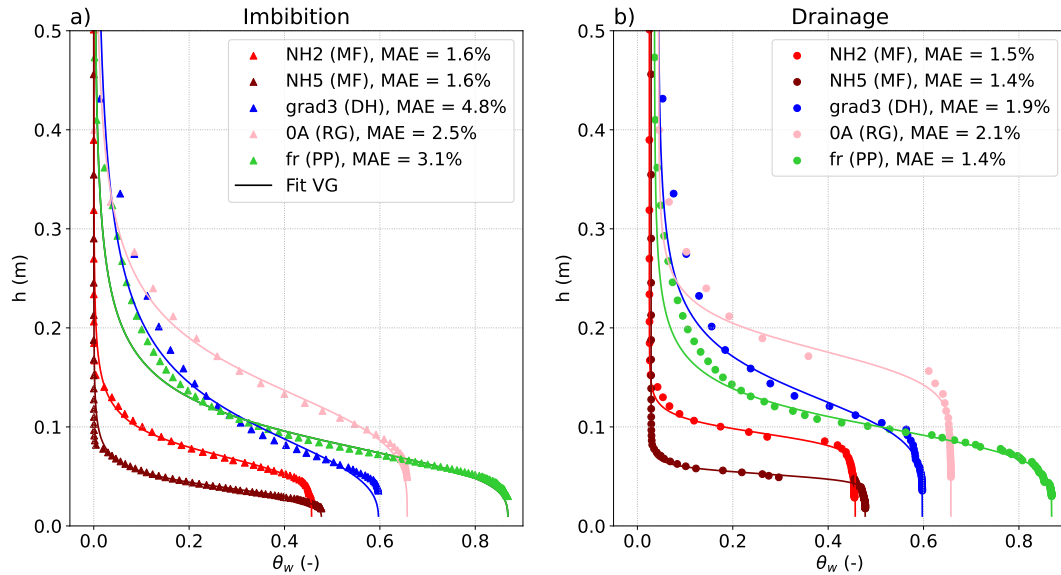 a)
Imbibition
0.5
0.4
0.3
0.2
0.1
0.0
h (m)
NH2 (MF), MAE = 1.6%
NH5 (MF), MAE = 1.6%
grad3 (DH), MAE = 4.8%
0A (RG), MAE = 2.5%
fr (PP), MAE = 3.1%
Fit VG
0.0 0.2 0.4 0.6 0.8
θw (-)
b)
Drainage
0.5
0.4
0.3
0.2
0.1
0.0
h (m)
NH2 (MF), MAE = 1.5%
NH5 (MF), MAE = 1.4%
grad3 (DH), MAE = 1.9%
0A (RG), MAE = 2.1%
fr (PP), MAE = 1.4%
0.0 0.2 0.4 0.6 0.8
θw (-)